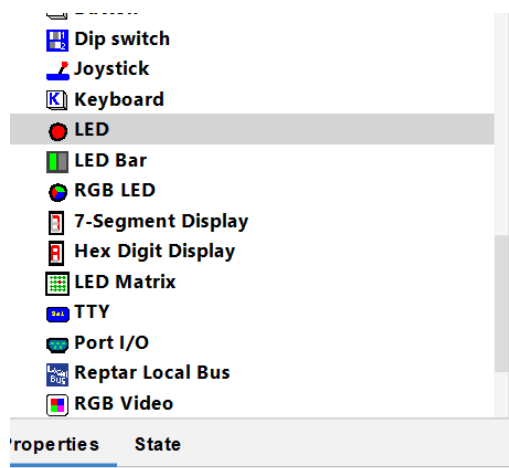 Dip switch
Joystick
Keyboard
LED
LED Bar
RGB LED
7-Segment Display
Hex Digit Display
LED Matrix
TTY
Port I/O
Reptar Local Bus
RGB Video
Properties State